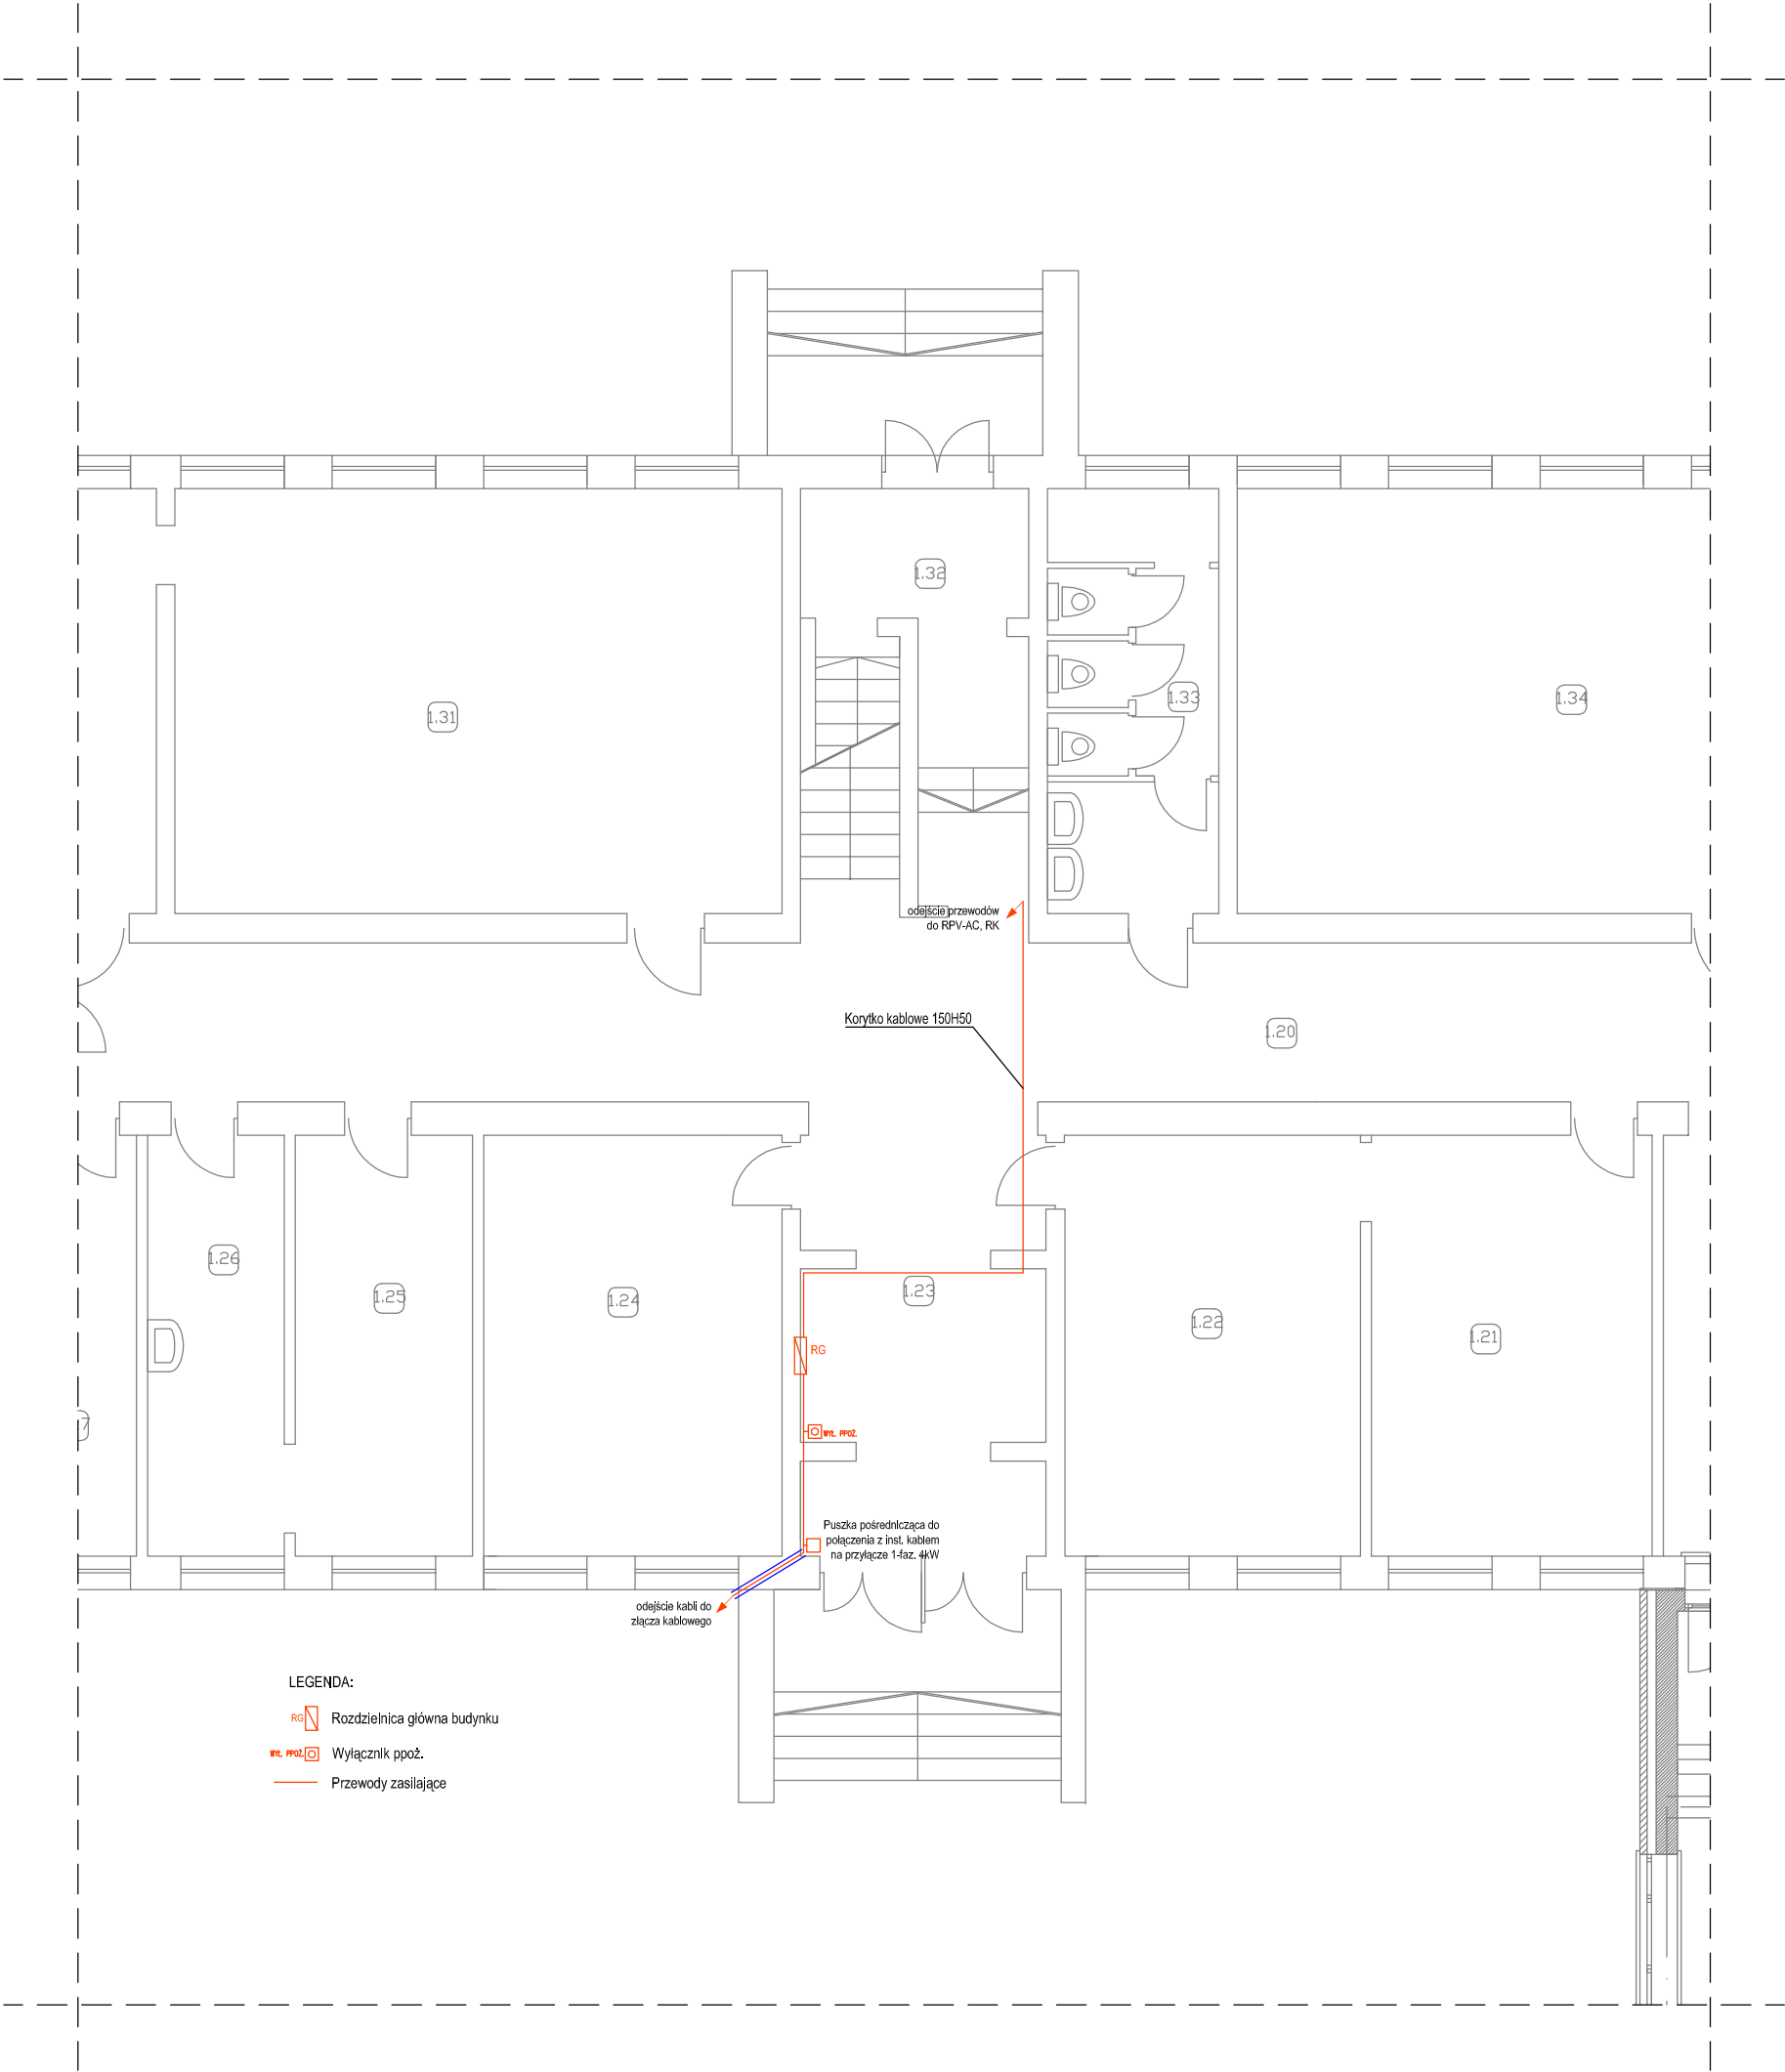 1.32
1.33
1.34
1.31
odejście przewodów
do RPV-AC, RK
Korytko kablowe 150H50
1.20
1.26
1.25
1.24
1.23
1.22
1.21
RG
WYŁ. PPOŻ.
7
Puszka pośrednicząca do
połączenia z inst. kablem
na przyłącze 1-faz. 4kW
odejście kabli do
złącza kablowego
LEGENDA:
RG Rozdzielnica główna budynku
WYŁ. PPOŻ. Wyłącznik ppoż.
Przewody zasilające